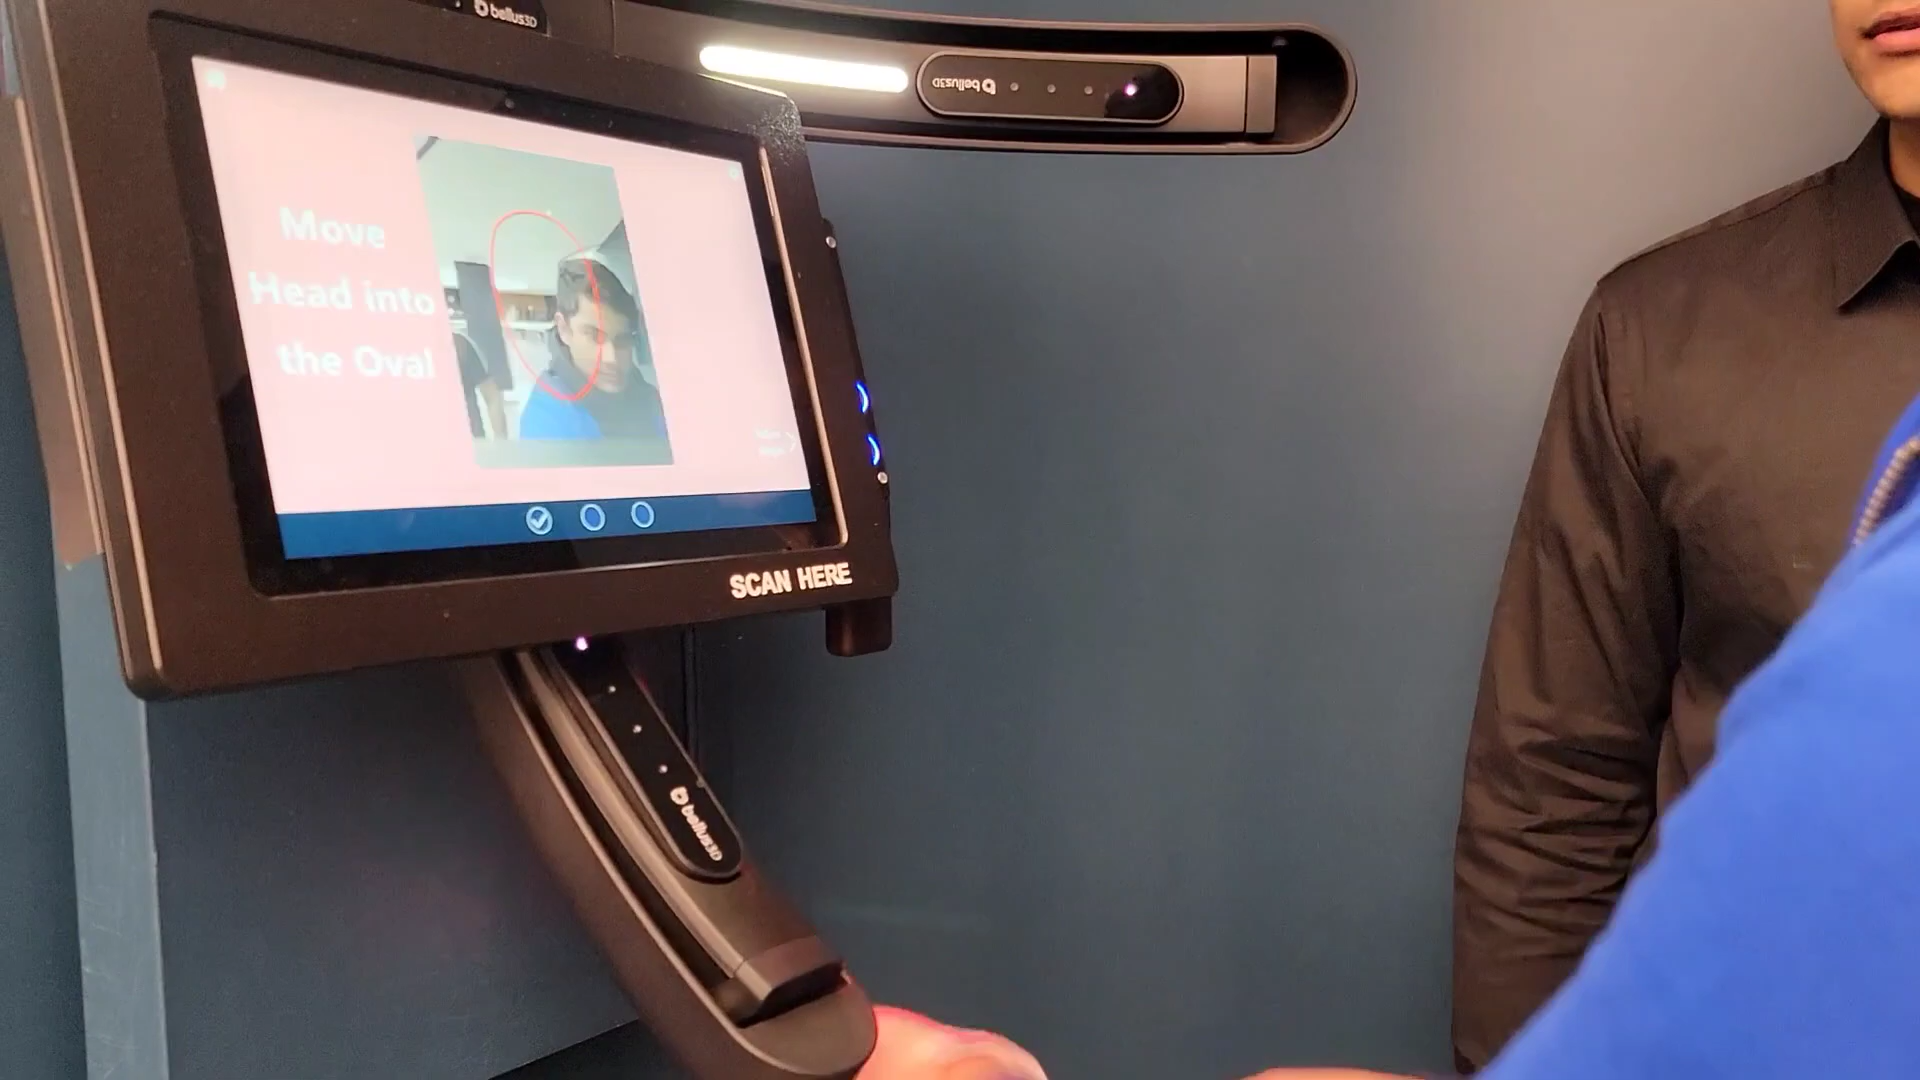 bellus3D
bellus3D
Move
Head into
the Oval
SCAN HERE
bellus3D